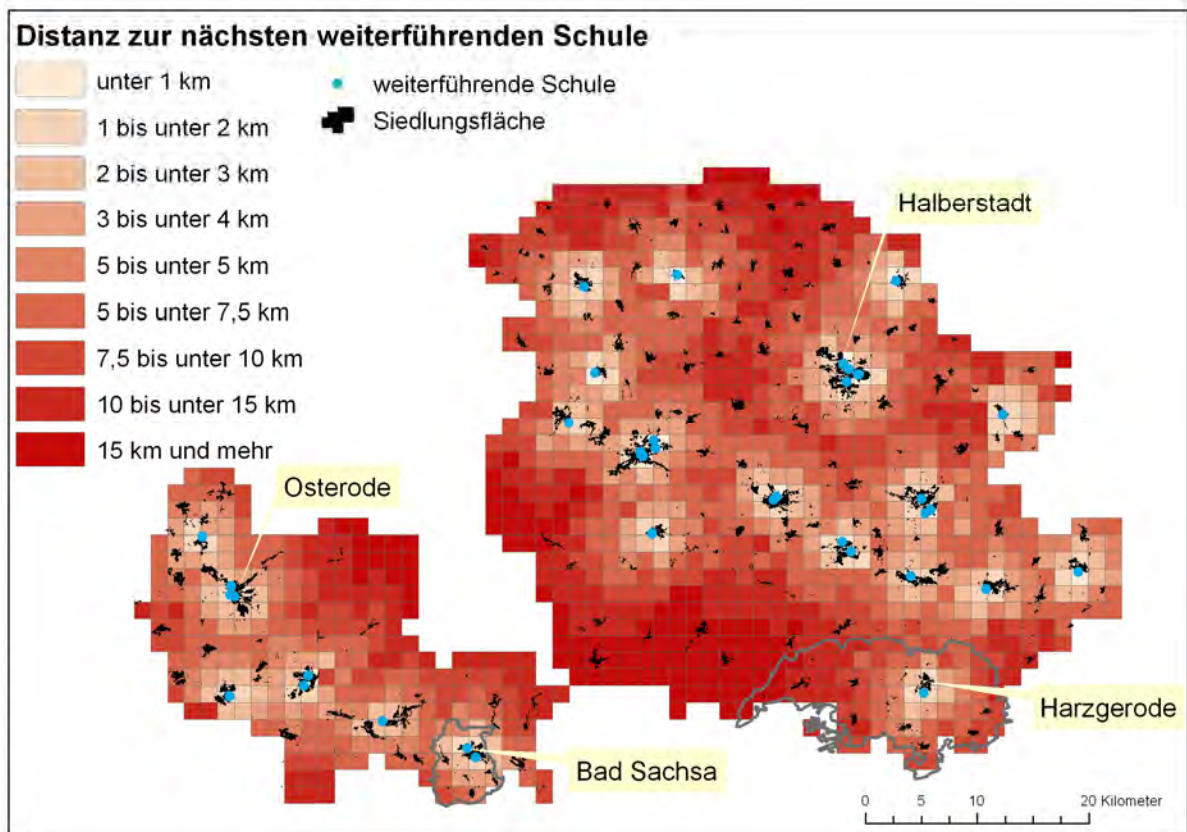 Distanz zur nächsten weiterführenden Schule
unter 1 km
1 bis unter 2 km
2 bis unter 3 km
3 bis unter 4 km
5 bis unter 5 km
5 bis unter 7,5 km
7,5 bis unter 10 km
10 bis unter 15 km
15 km und mehr
weiterführende Schule
Siedlungsfläche
Halberstadt
Osterode
Harzgerode
Bad Sachsa
0 5 10 20 Kilometer